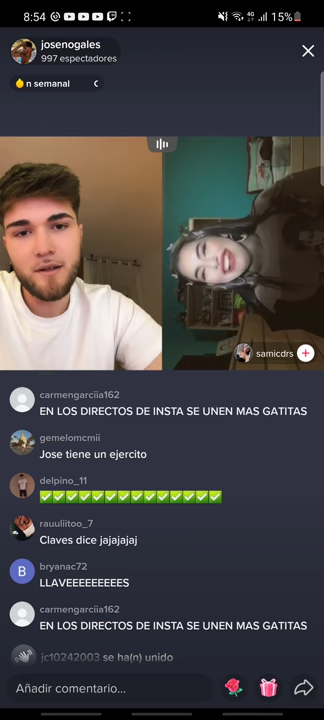 8:54
4G
15%
josenogales
997 espectadores
n semanal
samicdrs
carmengarciia162
EN LOS DIRECTOS DE INSTA SE UNEN MAS GATITAS
gemelomcmii
Jose tiene un ejercito
delpino_11
✅✅✅✅✅✅✅✅✅✅✅✅✅✅
rauuliitoo_7
Claves dice jajajajaj
B
bryanac72
LLAVEEEEEEEEES
carmengarciia162
EN LOS DIRECTOS DE INSTA SE UNEN MAS GATITAS
jc10242003 se ha(n) unido
Añadir comentario...